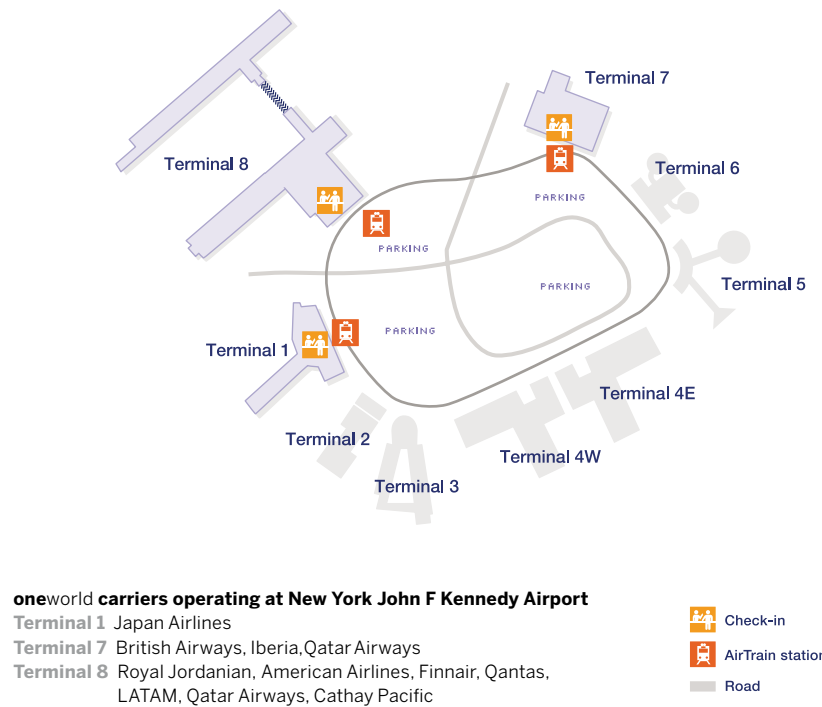 Terminal 7
Terminal 8
Terminal 6
PARKING
PARKING
Terminal 5
PARKING
PARKING
Terminal 1
Terminal 4E
Terminal 2
Terminal 4W
Terminal 3
oneworld carriers operating at New York John F Kennedy Airport
Terminal 1 Japan Airlines
Terminal 7 British Airways, Iberia,Qatar Airways
Terminal 8 Royal Jordanian, American Airlines, Finnair, Qantas,
LATAM, Qatar Airways, Cathay Pacific
Check-in
AirTrain station
Road